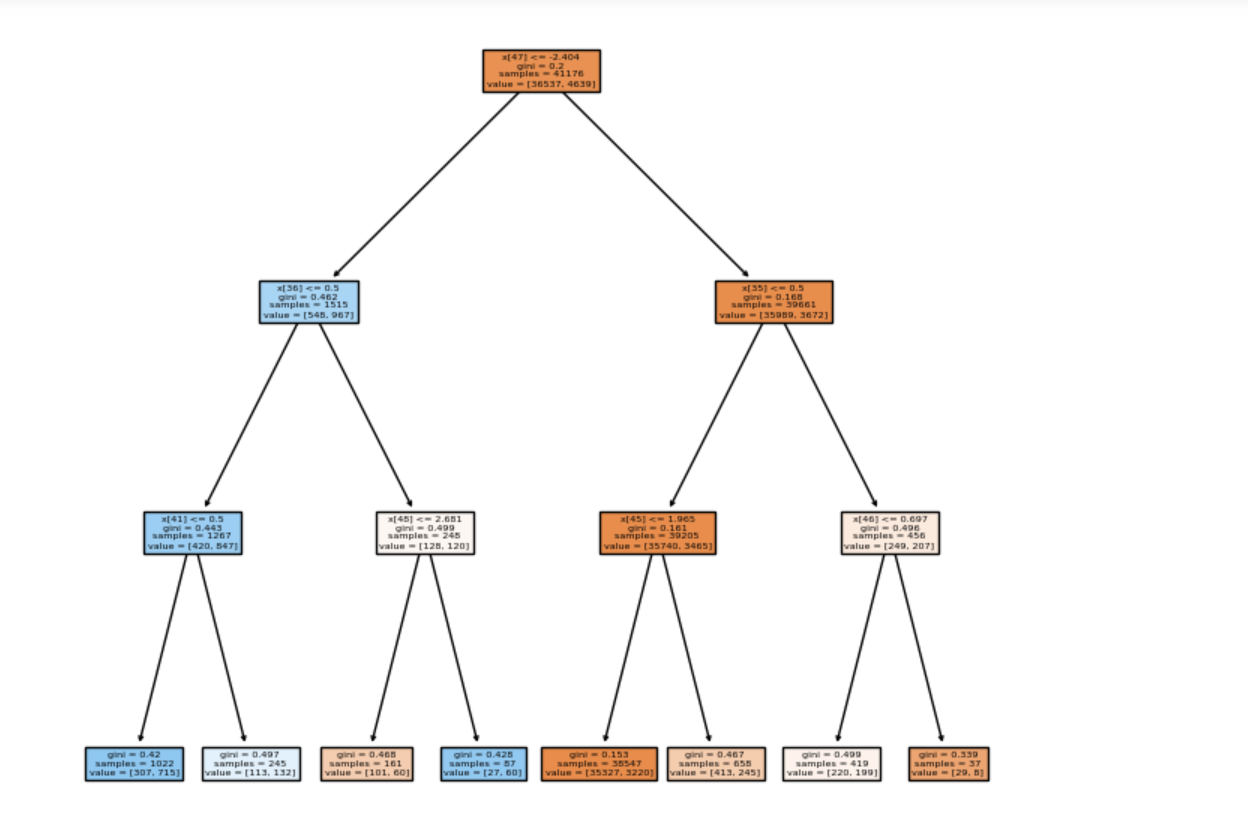 x[47] <= -2.404
gini = 0.2
samples = 41176
value = [36537, 4639]
x[36] <= 0.5
gini = 0.462
samples = 1515
value = [548, 967]
x[35] <= 0.5
gini = 0.168
samples = 39661
value = [35989, 3672]
x[41] <= 0.5
gini = 0.443
samples = 1267
value = [420, 847]
x[48] <= 2.681
gini = 0.499
samples = 248
value = [128, 120]
x[45] <= 1.965
gini = 0.161
samples = 39205
value = [35740, 3465]
x[46] <= 0.697
gini = 0.496
samples = 456
value = [249, 207]
gini = 0.42
samples = 1022
value = [307, 715]
gini = 0.497
samples = 245
value = [113, 132]
gini = 0.468
samples = 161
value = [101, 60]
gini = 0.428
samples = 87
value = [27, 60]
gini = 0.153
samples = 38547
value = [35327, 3220]
gini = 0.467
samples = 658
value = [413, 245]
gini = 0.499
samples = 419
value = [220, 199]
gini = 0.339
samples = 37
value = [29, 8]